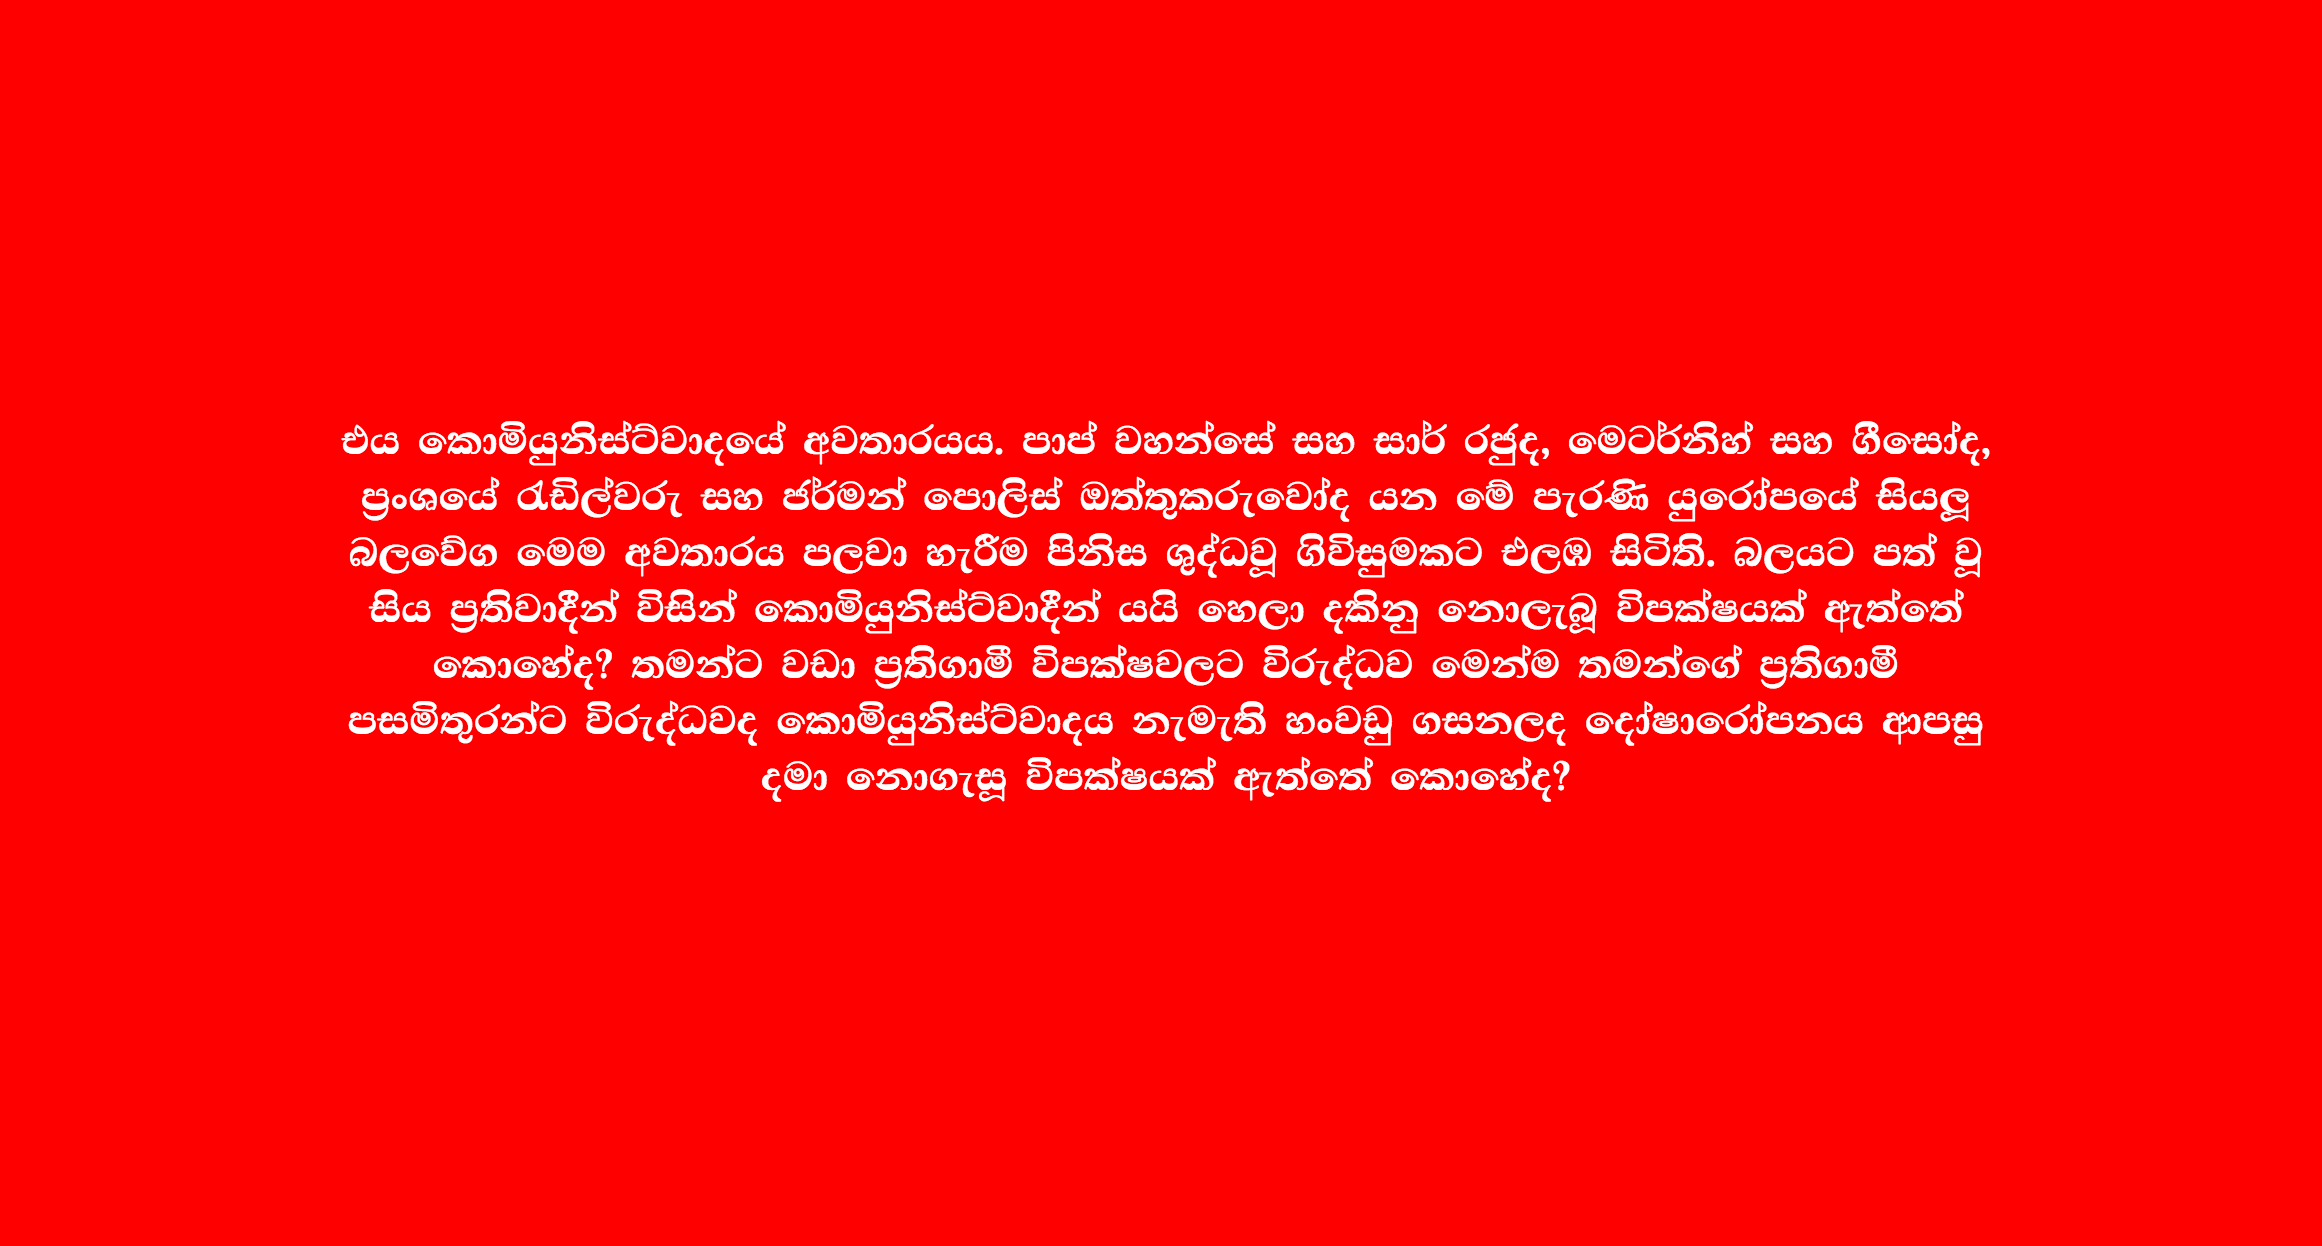 එය කොමියුනිස්ට්වාදයේ අවතාරයය. පාප් වහන්සේ සහ සාර් රජුද, මෙටර්නිහ් සහ ගීසෝද,
ප්‍රංශයේ රැඩිල්වරු සහ ජර්මන් පොලිස් ඔත්තුකරුවෝද යන මේ පැරණි යුරෝපයේ සියලූ
බලවේග මෙම අවතාරය පලවා හැරීම පිනිස ශුද්ධවූ ගිවිසුමකට එලඹ සිටිති. බලයට පත් වූ
සිය ප්‍රතිවාදීන් විසින් කොමියුනිස්ට්වාදීන් යයි හෙලා දකිනු නොලැබූ විපක්ෂයක් ඇත්තේ
කොහේද? තමන්ට වඩා ප්‍රතිගාමී විපක්ෂවලට විරුද්ධව මෙන්ම තමන්ගේ ප්‍රතිගාමී
පසමිතුරන්ට විරුද්ධවද කොමියුනිස්ට්වාදය නැමැති හංවඩු ගසනලද දෝෂාරෝපනය ආපසු
දමා නොගැසූ විපක්ෂයක් ඇත්තේ කොහේද?